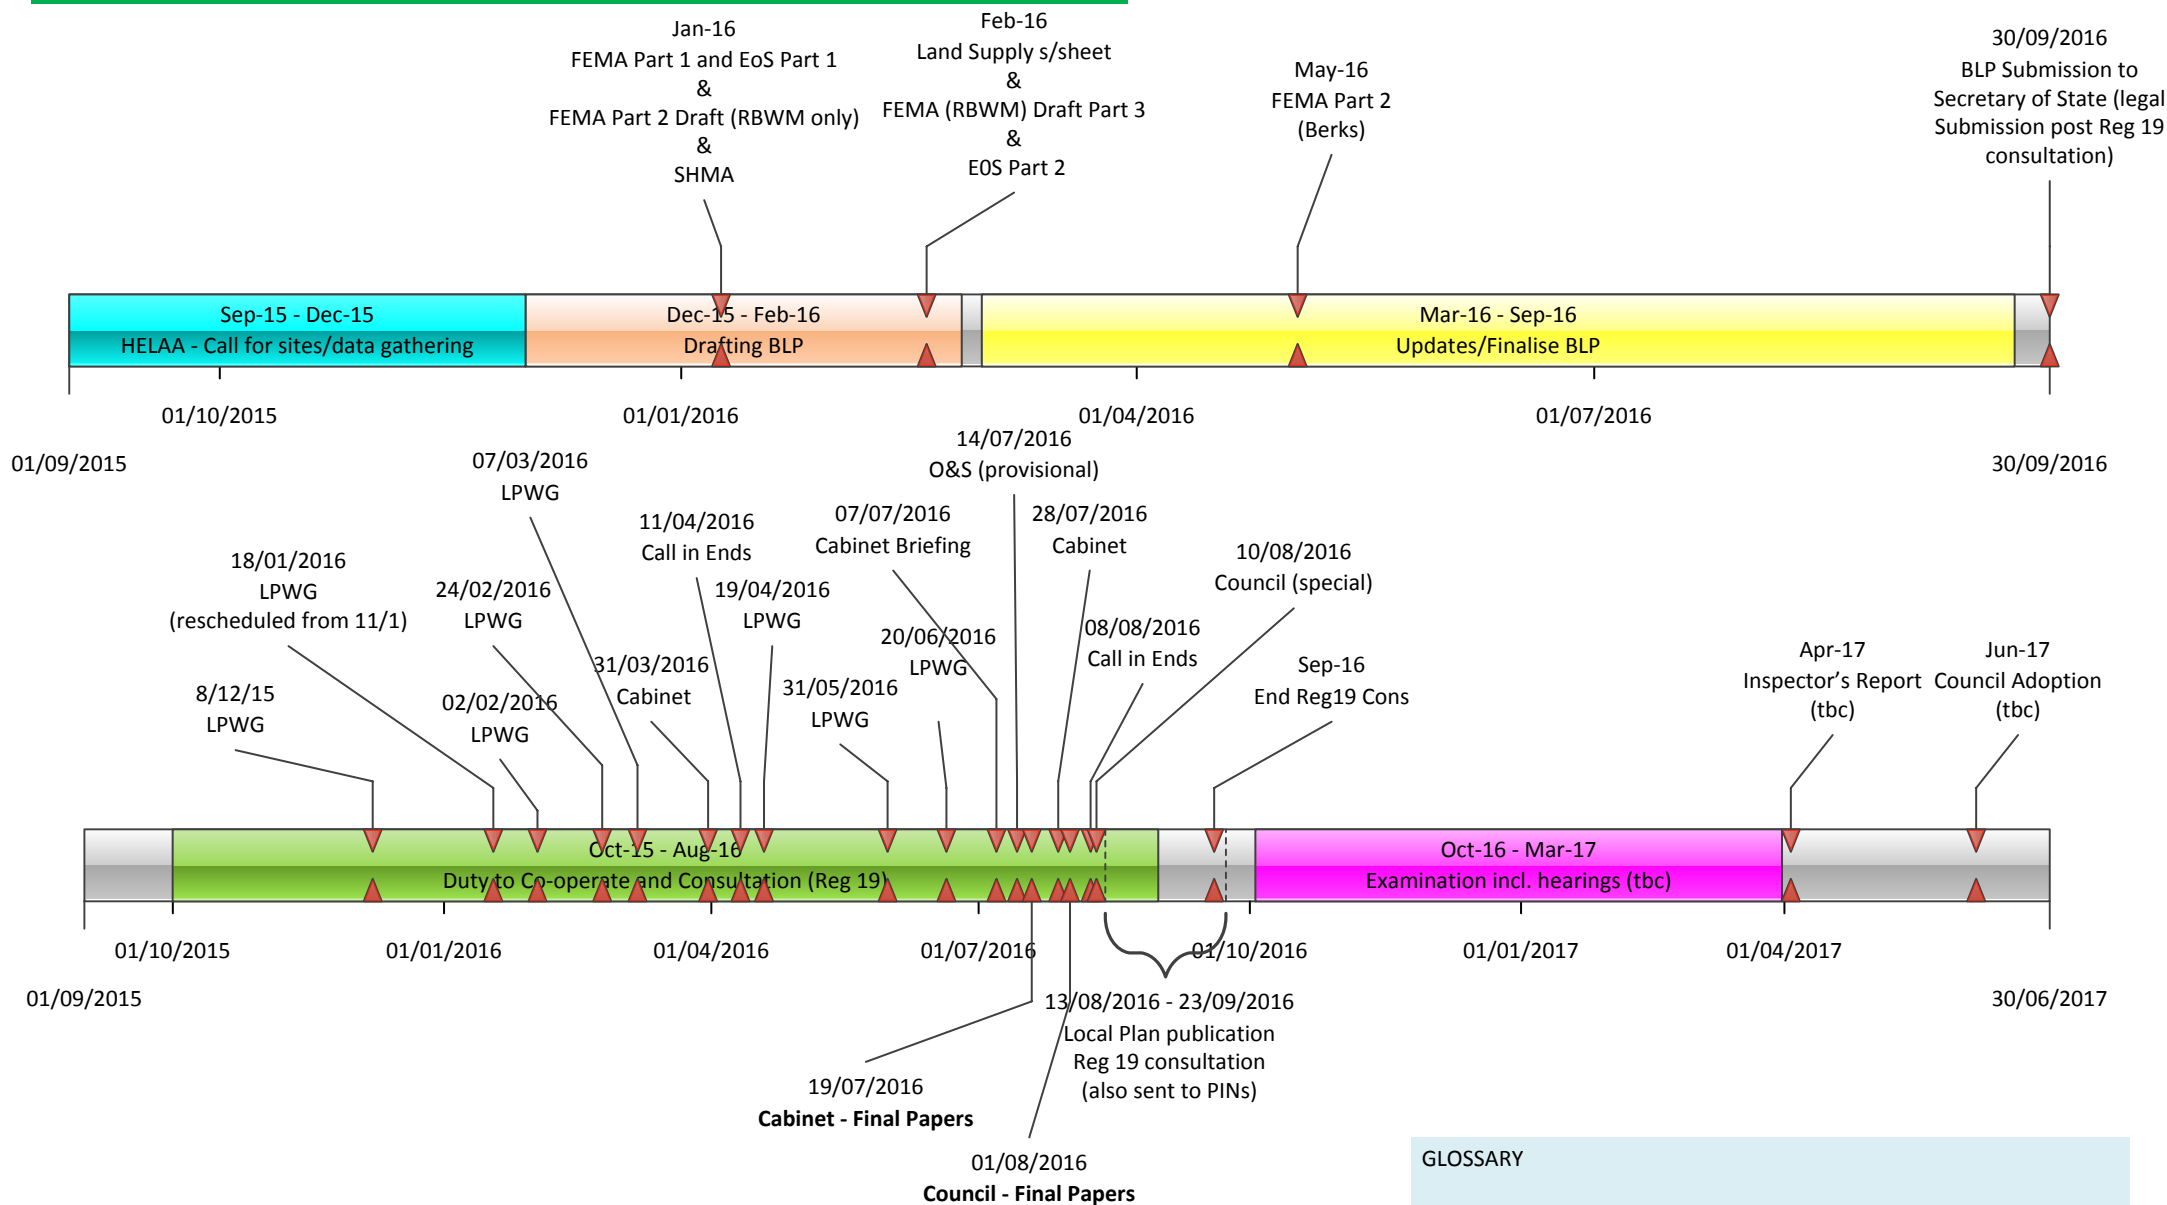 Jan-16
FEMA Part 1 and EoS Part 1
&
FEMA Part 2 Draft (RBWM only)
&
SHMA
Feb-16
Land Supply s/sheet
&
FEMA (RBWM) Draft Part 3
&
E0S Part 2
May-16
FEMA Part 2
(Berks)
30/09/2016
BLP Submission to
Secretary of State (legal
Submission post Reg 19
consultation)
Sep-15 - Dec-15
HELAA - Call for sites/data gathering
Dec-15 - Feb-16
Drafting BLP
Mar-16 - Sep-16
Updates/Finalise BLP
01/10/2015
01/01/2016
01/04/2016
01/07/2016
01/09/2015
30/09/2016
8/12/15
LPWG
18/01/2016
LPWG
(rescheduled from 11/1)
02/02/2016
LPWG
24/02/2016
LPWG
07/03/2016
LPWG
31/03/2016
Cabinet
11/04/2016
Call in Ends
19/04/2016
LPWG
31/05/2016
LPWG
20/06/2016
LPWG
07/07/2016
Cabinet Briefing
14/07/2016
O&S (provisional)
28/07/2016
Cabinet
08/08/2016
Call in Ends
10/08/2016
Council (special)
Sep-16
End Reg19 Cons
Apr-17
Inspector's Report
(tbc)
Jun-17
Council Adoption
(tbc)
Oct-15 - Aug-16
Duty to Co-operate and Consultation (Reg 19)
Oct-16 - Mar-17
Examination incl. hearings (tbc)
01/10/2015
01/01/2016
01/04/2016
01/07/2016
01/10/2016
01/01/2017
01/04/2017
01/09/2015
30/06/2017
13/08/2016 - 23/09/2016
Local Plan publication
Reg 19 consultation
(also sent to PINs)
19/07/2016
Cabinet - Final Papers
01/08/2016
Council - Final Papers
GLOSSARY